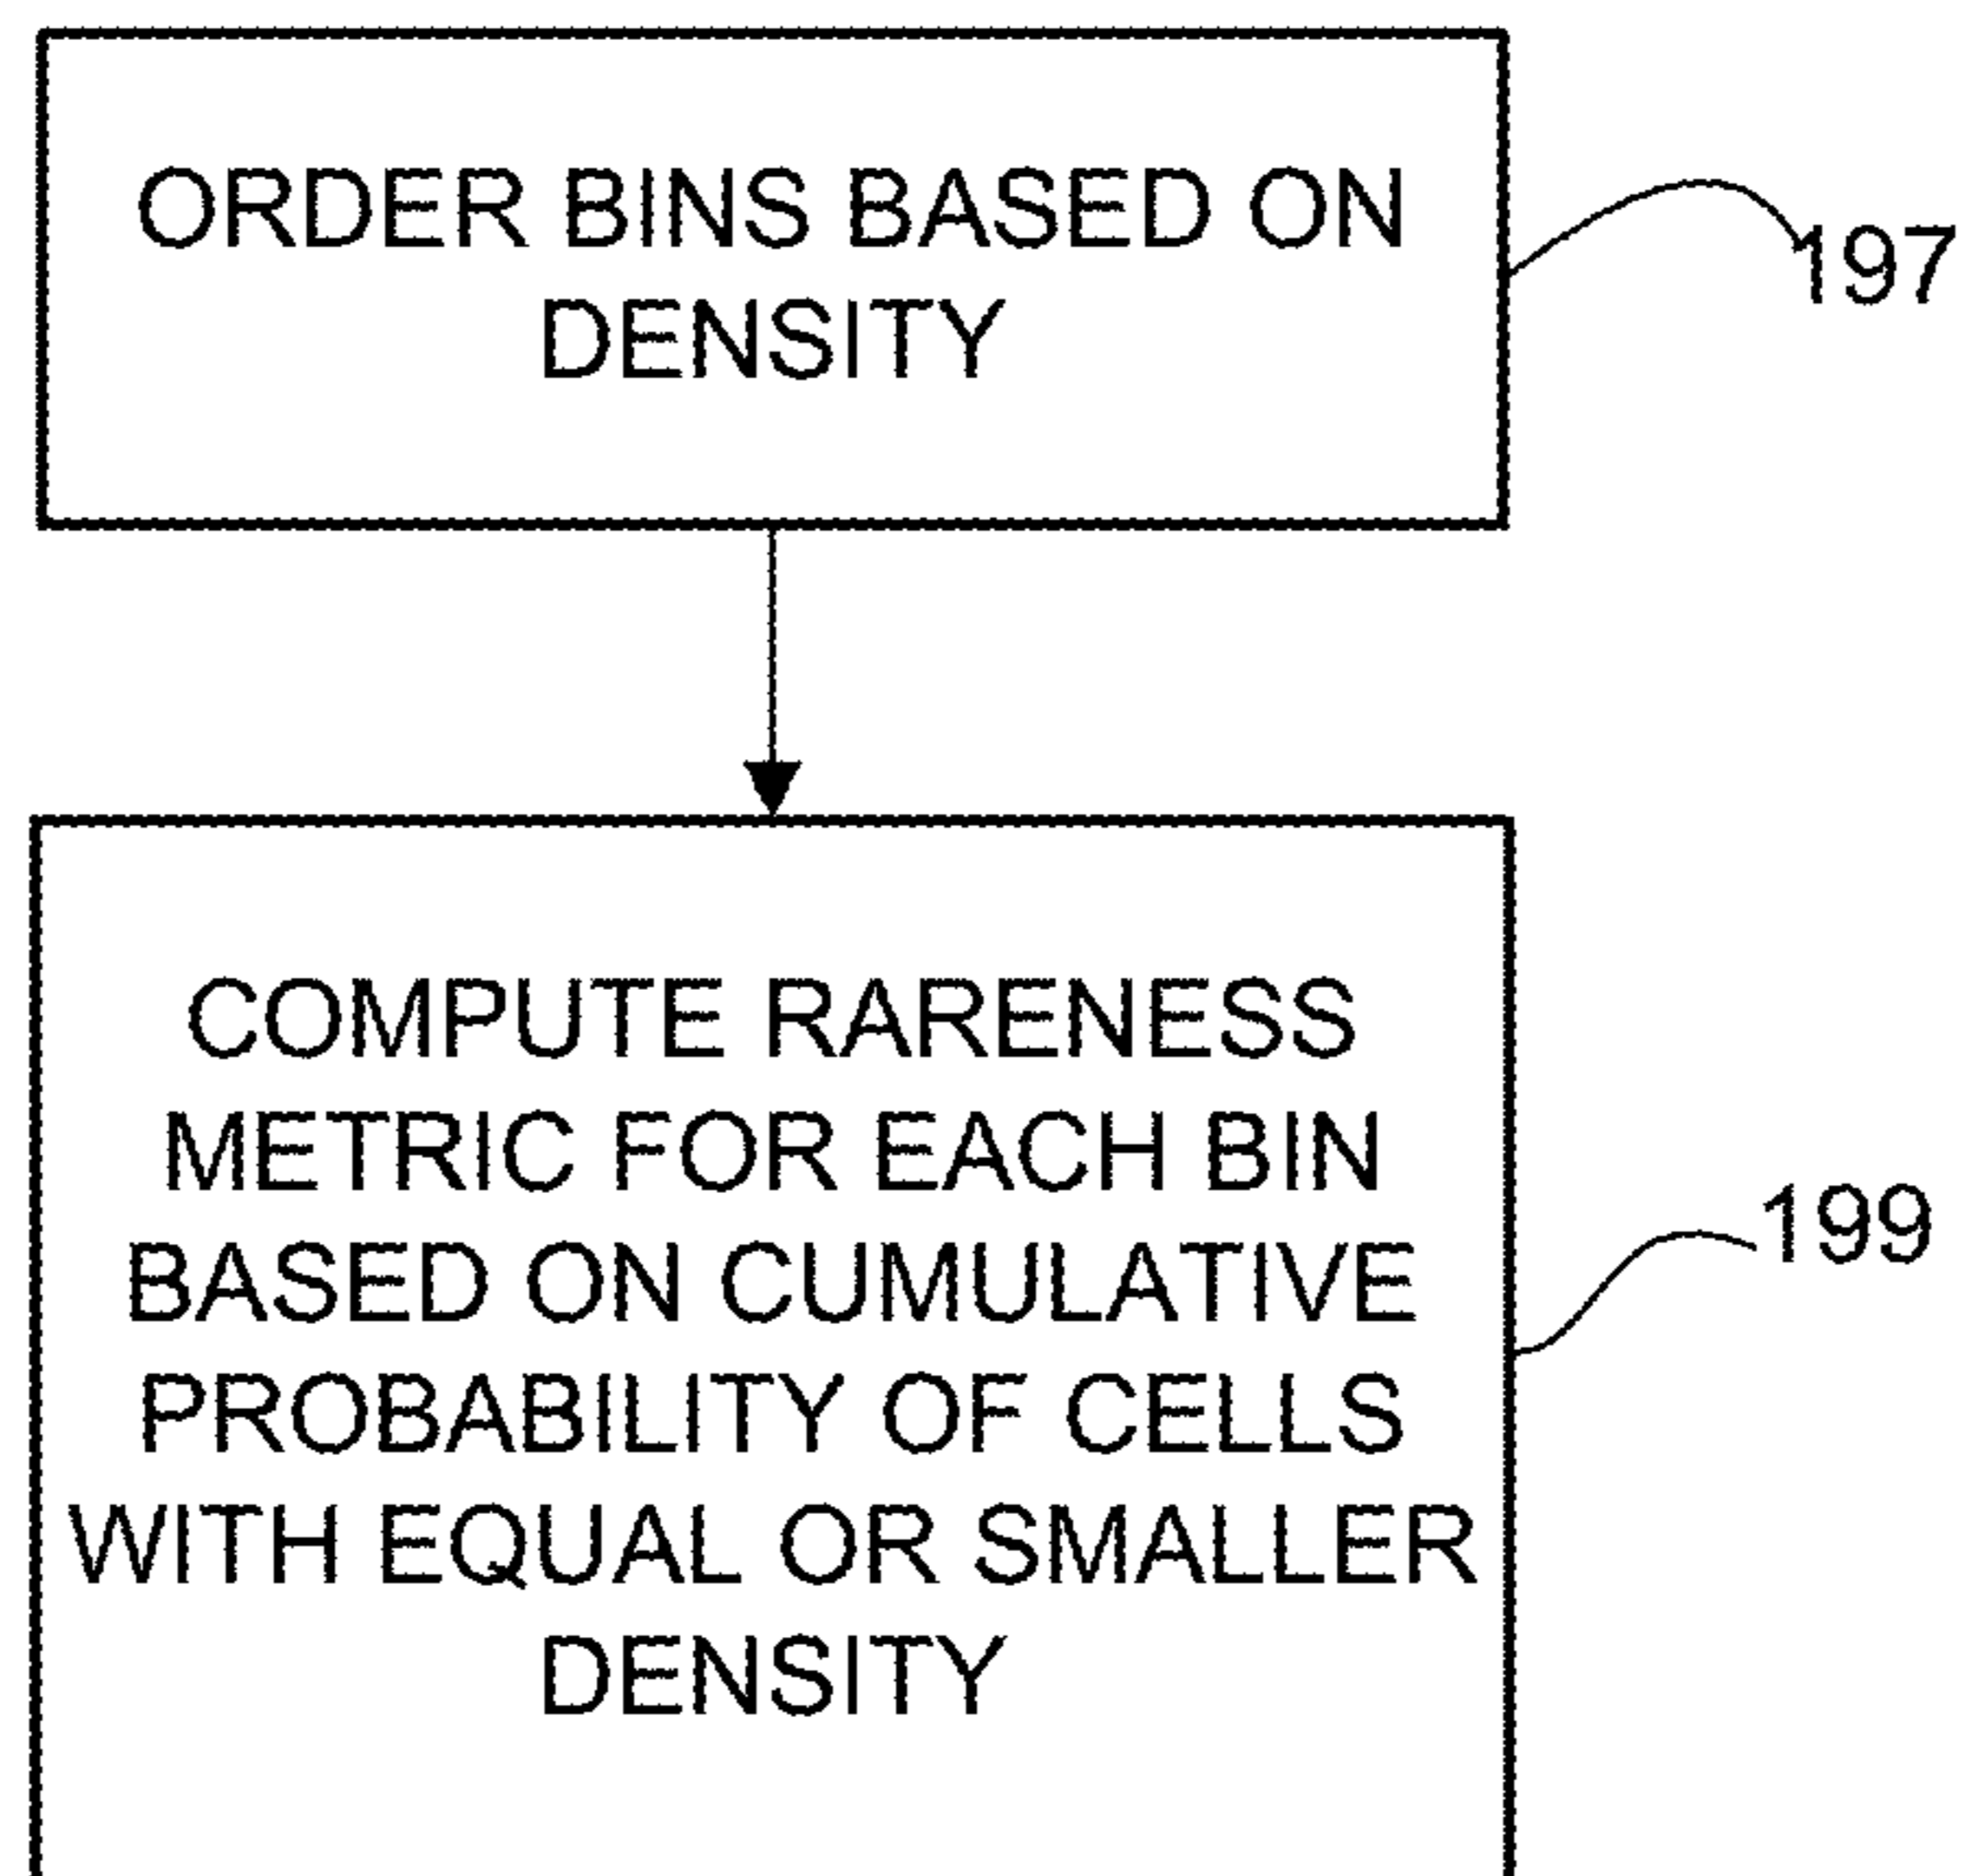 ORDER BINS BASED ON
DENSITY
197
COMPUTE RARENESS
METRIC FOR EACH BIN
BASED ON CUMULATIVE
PROBABILITY OF CELLS
WITH EQUAL OR SMALLER
DENSITY
199